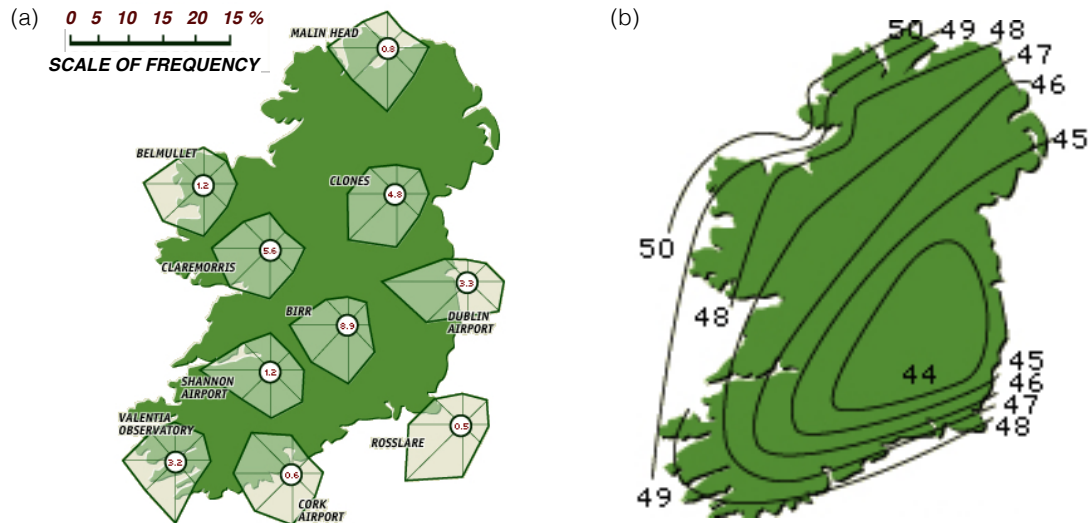 (a)
0 5 10 15 20 15 %
SCALE OF FREQUENCY
MALIN HEAD
0.8
BELMULLET
1.2
CLONES
4.8
CLAREMORRIS
5.6
DUBLIN
AIRPORT
3.3
BIRR
8.9
SHANNON
AIRPORT
1.2
VALENTIA
OBSERVATORY
3.2
CORK
AIRPORT
0.6
ROSSLARE
0.5
(b)
50 49 48
47
46
45
50
48
44
45
46
47
48
49